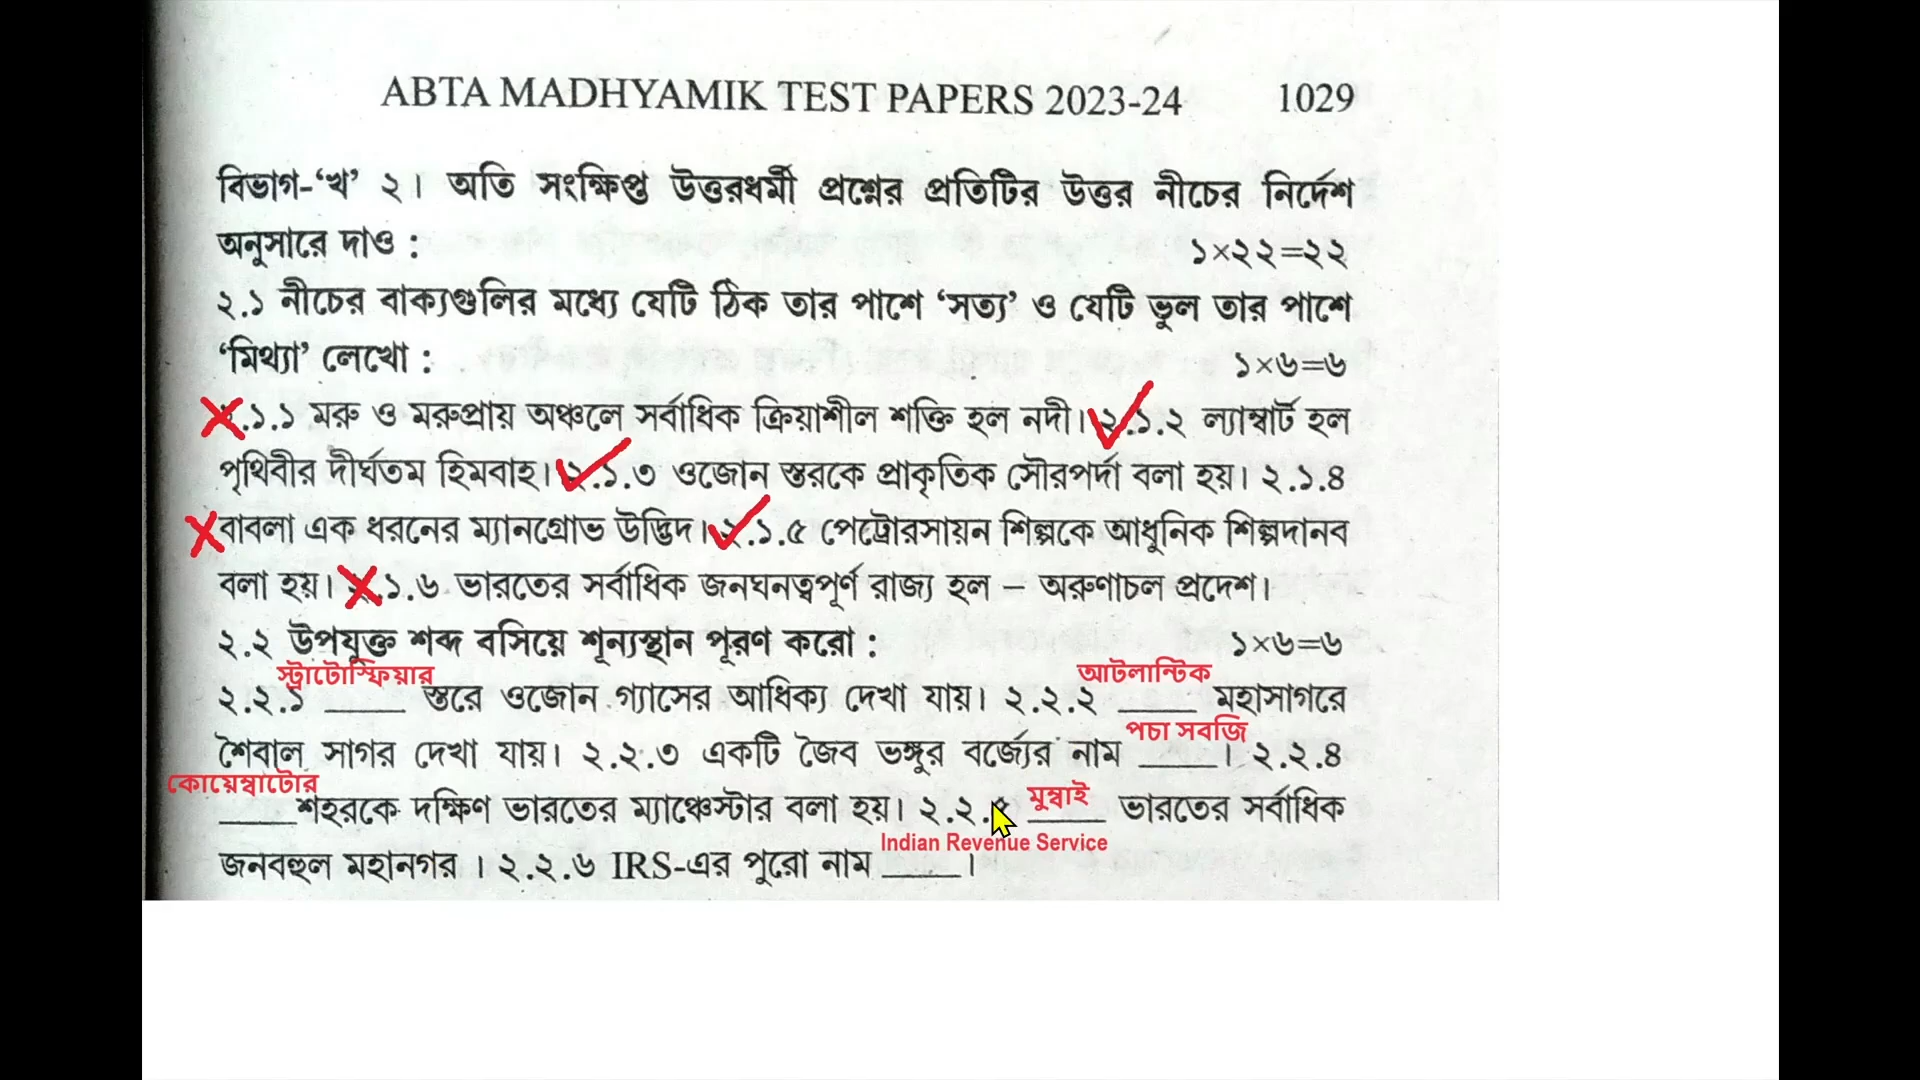 ABTA MADHYAMIK TEST PAPERS 2023-24 1029
বিভাগ-‘খ’ ২। অতি সংক্ষিপ্ত উত্তরধর্মী প্রশ্নের প্রতিটির উত্তর নীচের নির্দেশ
অনুসারে দাও : ১×২২=২২
২.১ নীচের বাক্যগুলির মধ্যে যেটি ঠিক তার পাশে ‘সত্য’ ও যেটি ভুল তার পাশে
‘মিথ্যা’ লেখো : ১×৬=৬
.১.১ মরু ও মরুপ্রায় অঞ্চলে সর্বাধিক ক্রিয়াশীল শক্তি হল নদী। ২.১.২ ল্যাম্বার্ট হল
পৃথিবীর দীর্ঘতম হিমবাহ। ২.১.৩ ওজোন স্তরকে প্রাকৃতিক সৌরপর্দা বলা হয়। ২.১.৪
বাবলা এক ধরনের ম্যানগ্রোভ উদ্ভিদ। ২.১.৫ পেট্রোরসায়ন শিল্পকে আধুনিক শিল্পদানব
বলা হয়। .১.৬ ভারতের সর্বাধিক জনঘনত্বপূর্ণ রাজ্য হল – অরুণাচল প্রদেশ।
২.২ উপযুক্ত শব্দ বসিয়ে শূন্যস্থান পূরণ করো : ১×৬=৬
স্ট্রাটোস্ফিয়ার আটলান্টিক
২.২.১ ____ স্তরে ওজোন গ্যাসের আধিক্য দেখা যায়। ২.২.২ ____ মহাসাগরে
পচা সবজি
শৈবাল সাগর দেখা যায়। ২.২.৩ একটি জৈব ভঙ্গুর বর্জ্যের নাম ____। ২.২.৪
কোয়েম্বাটোর মুম্বাই
____শহরকে দক্ষিণ ভারতের ম্যাঞ্চেস্টার বলা হয়। ২.২.৫ ____ ভারতের সর্বাধিক
Indian Revenue Service
জনবহুল মহানগর । ২.২.৬ IRS-এর পুরো নাম ____।